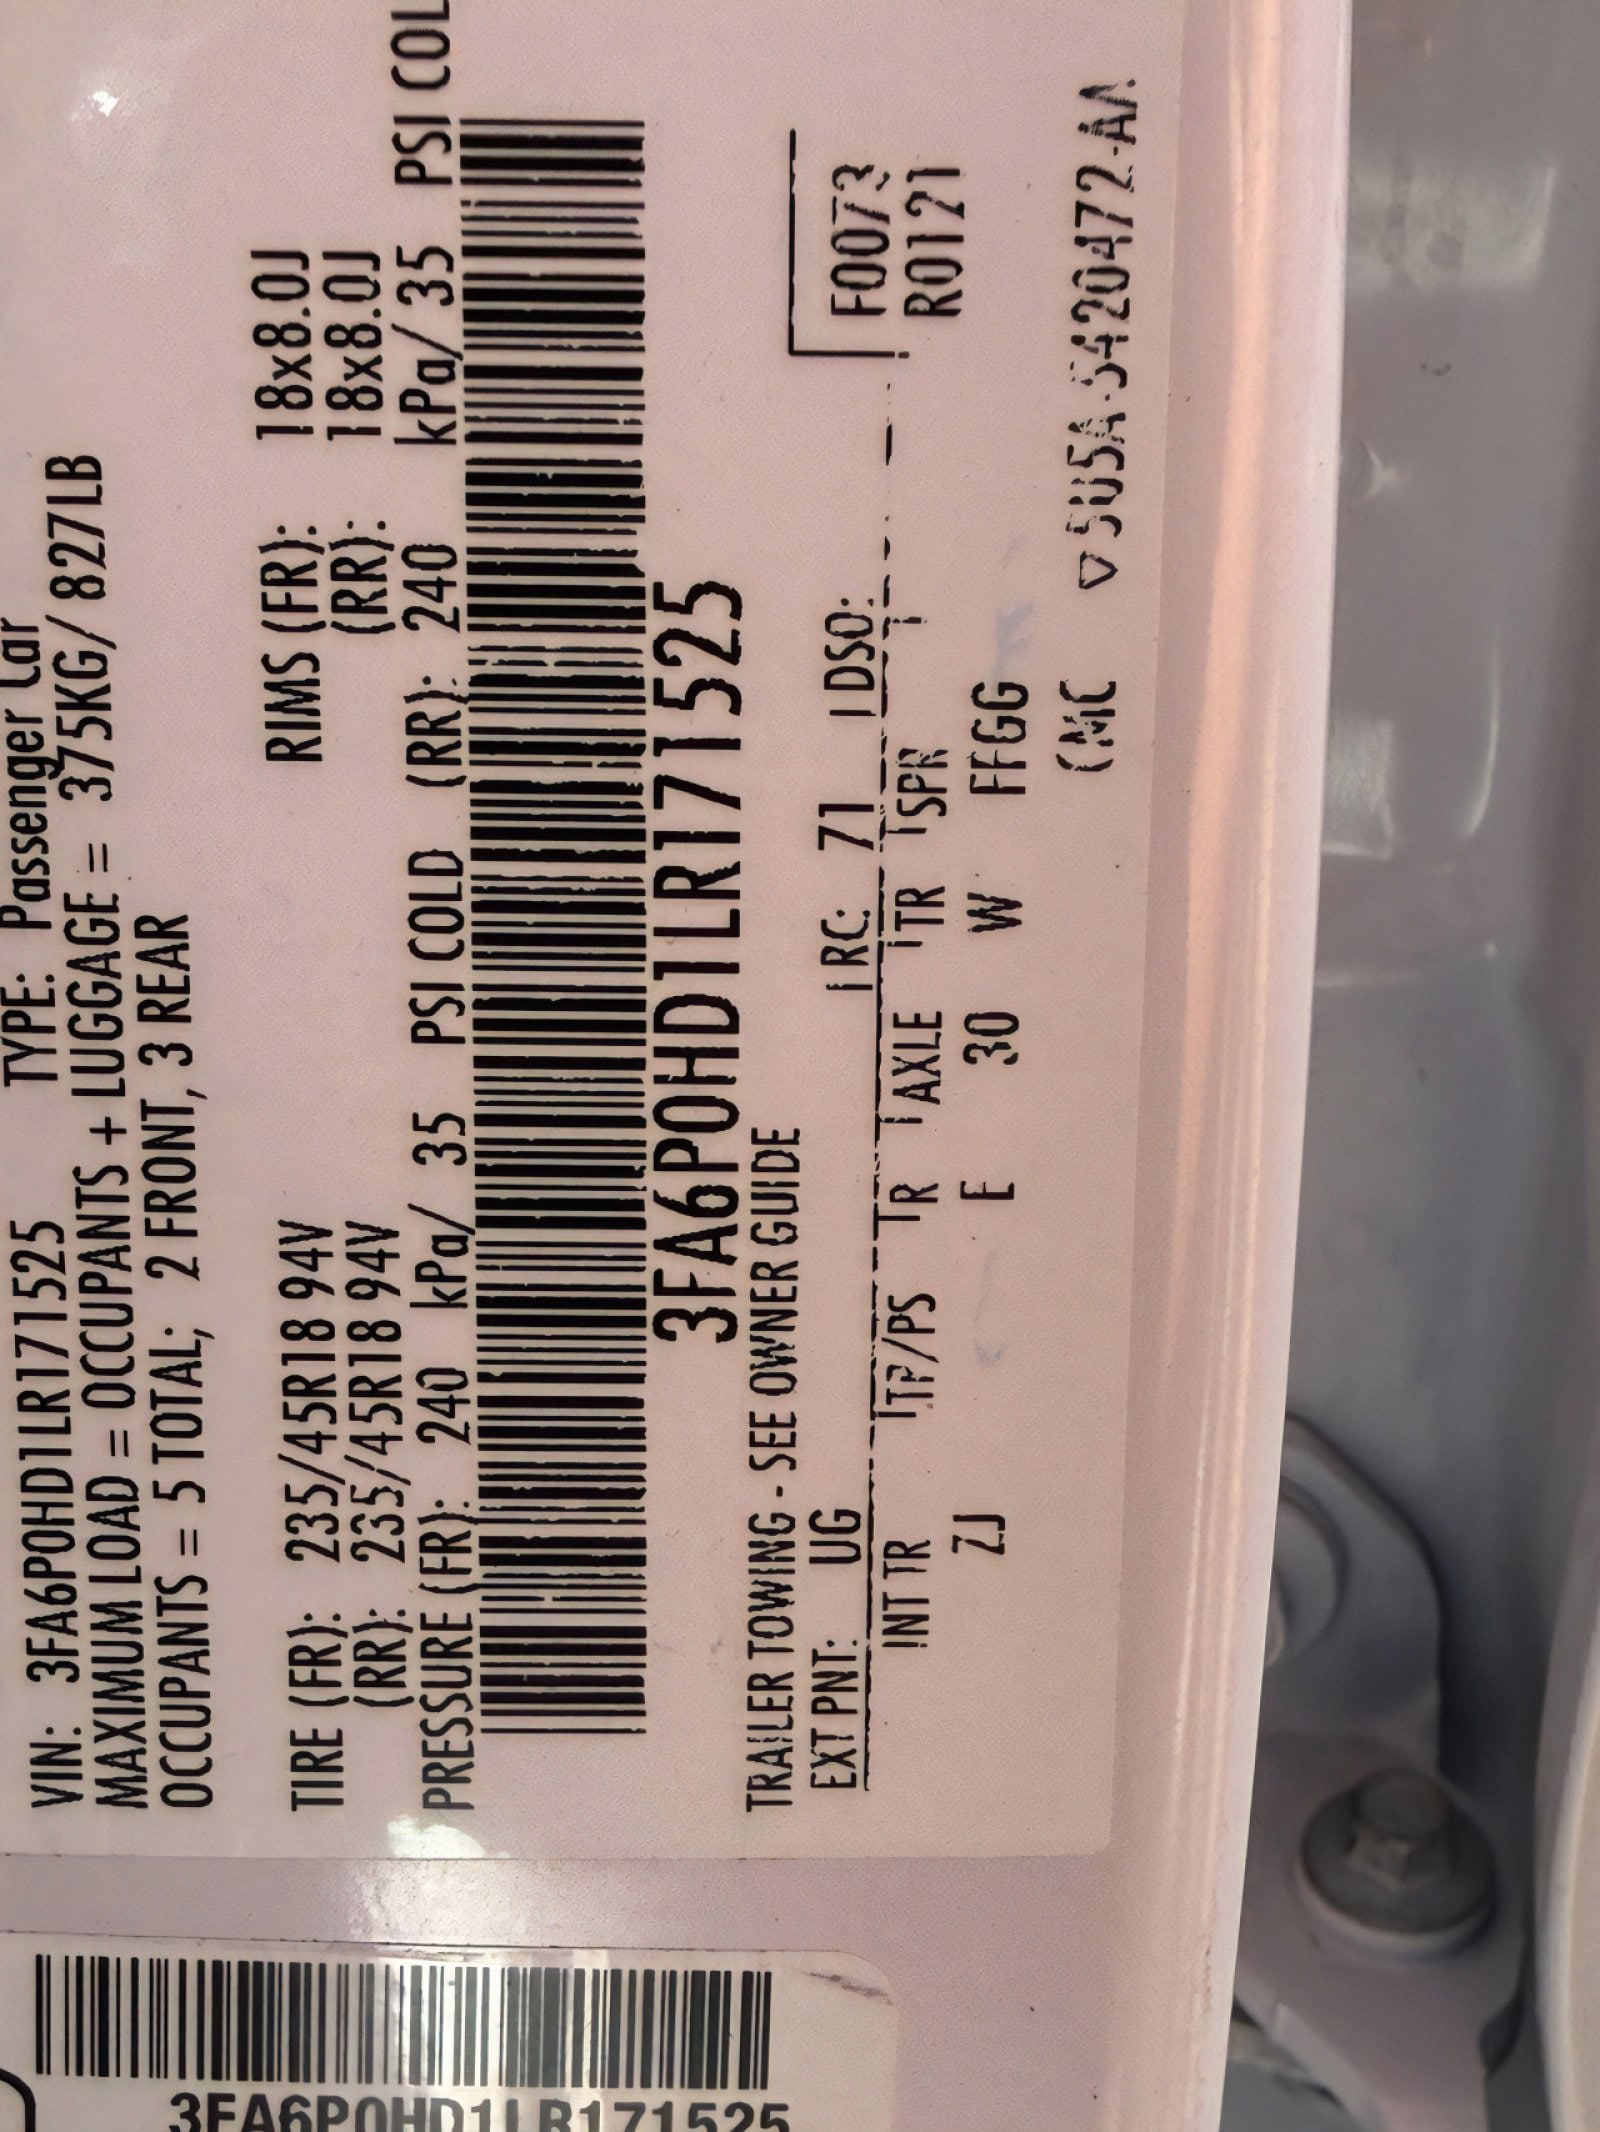 VIN: 3FA6P0HD1LR171525 TYPE: Passenger Car
MAXIMUM LOAD = OCCUPANTS + LUGGAGE = 375KG/ 827LB
OCCUPANTS = 5 TOTAL; 2 FRONT, 3 REAR
TIRE (FR): 235/45R18 94V RIMS (FR): 18x8.0J
(RR): 235/45R18 94V (RR): 18x8.0J
PRESSURE (FR): 240 kPa/ 35 PSI COLD (RR): 240 kPa/ 35 PSI COL
3FA6P0HD1LR171525
TRAILER TOWING - SEE OWNER GUIDE
EXT PNT: UG RC: 71 DSO: F0073
INT TR TP/PS R AXLE TR SPR R0121
ZJ E 30 W FFGG
5U5A-5420472-AA
3FA6P0HD1LR171525